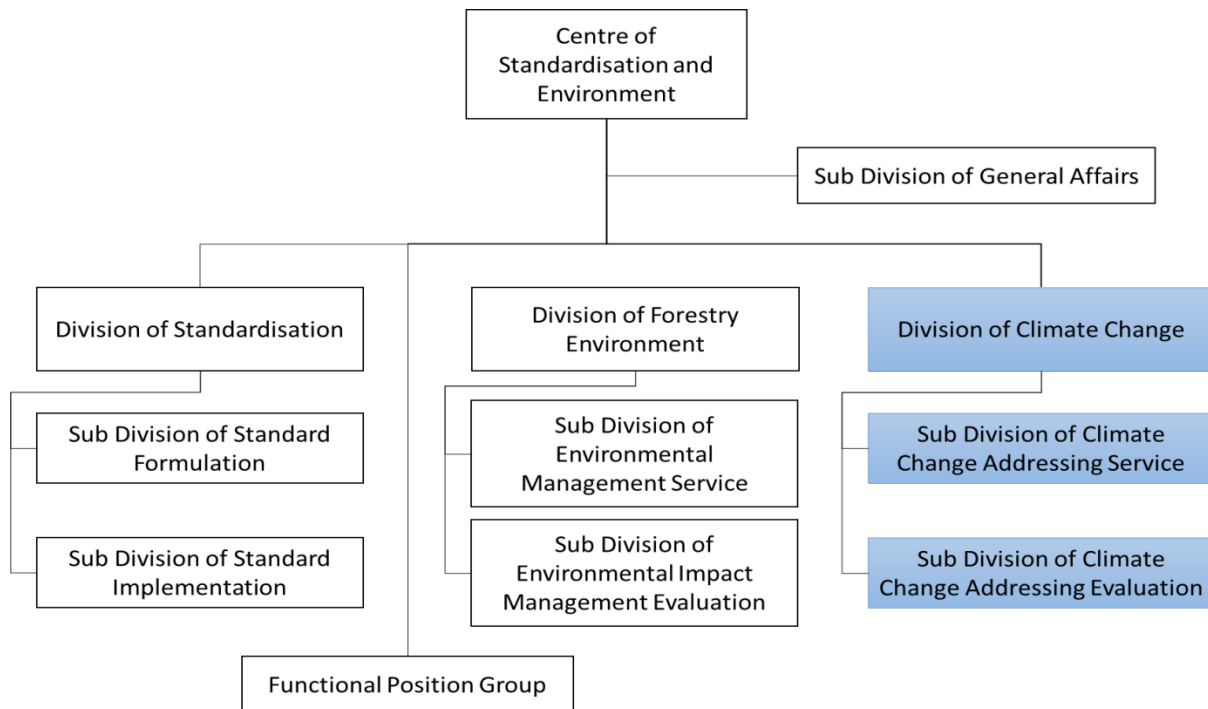 Centre of
Standardisation and
Environment
Sub Division of General Affairs
Division of Standardisation
Division of Forestry
Environment
Division of Climate Change
Sub Division of Standard
Formulation
Sub Division of
Environmental
Management Service
Sub Division of Climate
Change Addressing Service
Sub Division of Standard
Implementation
Sub Division of
Environmental Impact
Management Evaluation
Sub Division of Climate
Change Addressing Evaluation
Functional Position Group